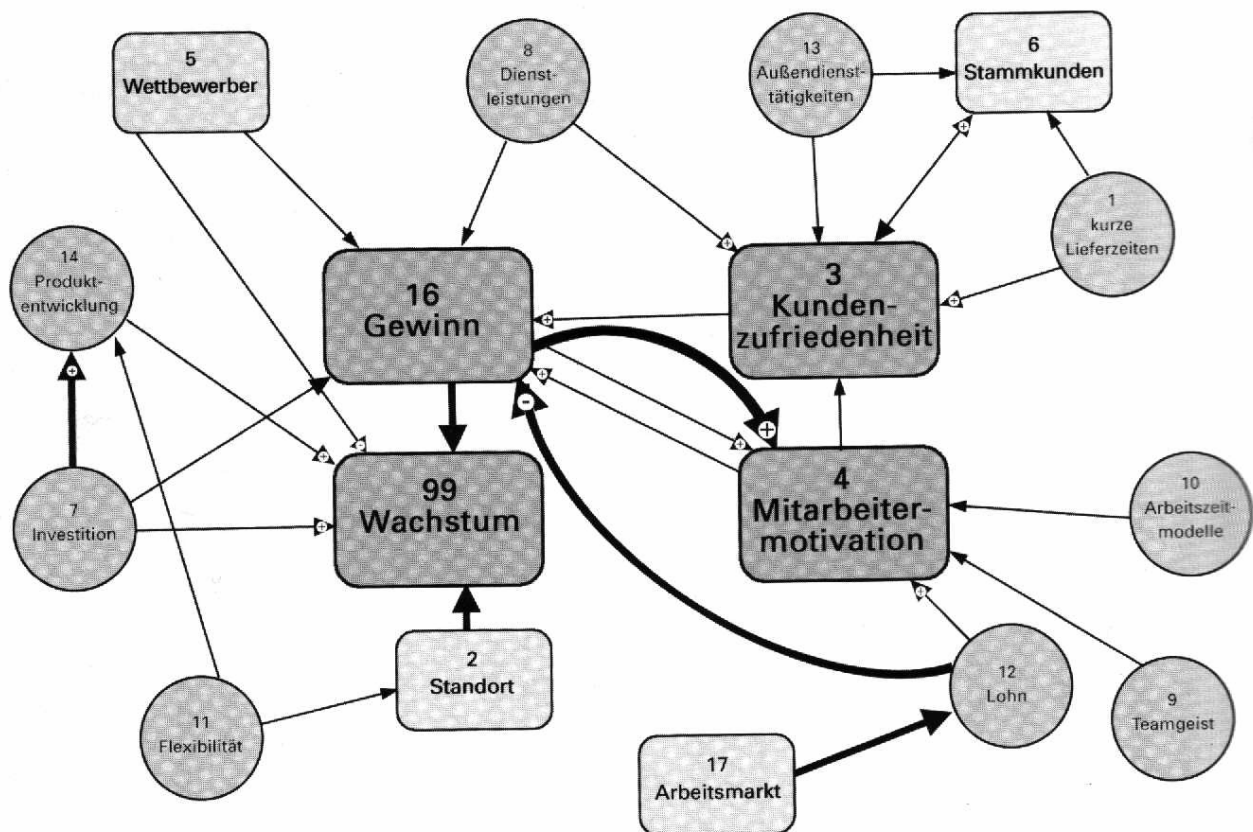 5
Wettbewerber
8
Dienst-
leistungen
13
Außendienst-
tätigkeiten
6
Stammkunden
14
Produkt-
entwicklung
16
Gewinn
3
Kunden-
zufriedenheit
1
kurze
Lieferzeiten
7
Investition
99
Wachstum
4
Mitarbeiter-
motivation
10
Arbeitszeit-
modelle
11
Flexibilität
2
Standort
12
Lohn
9
Teamgeist
17
Arbeitsmarkt